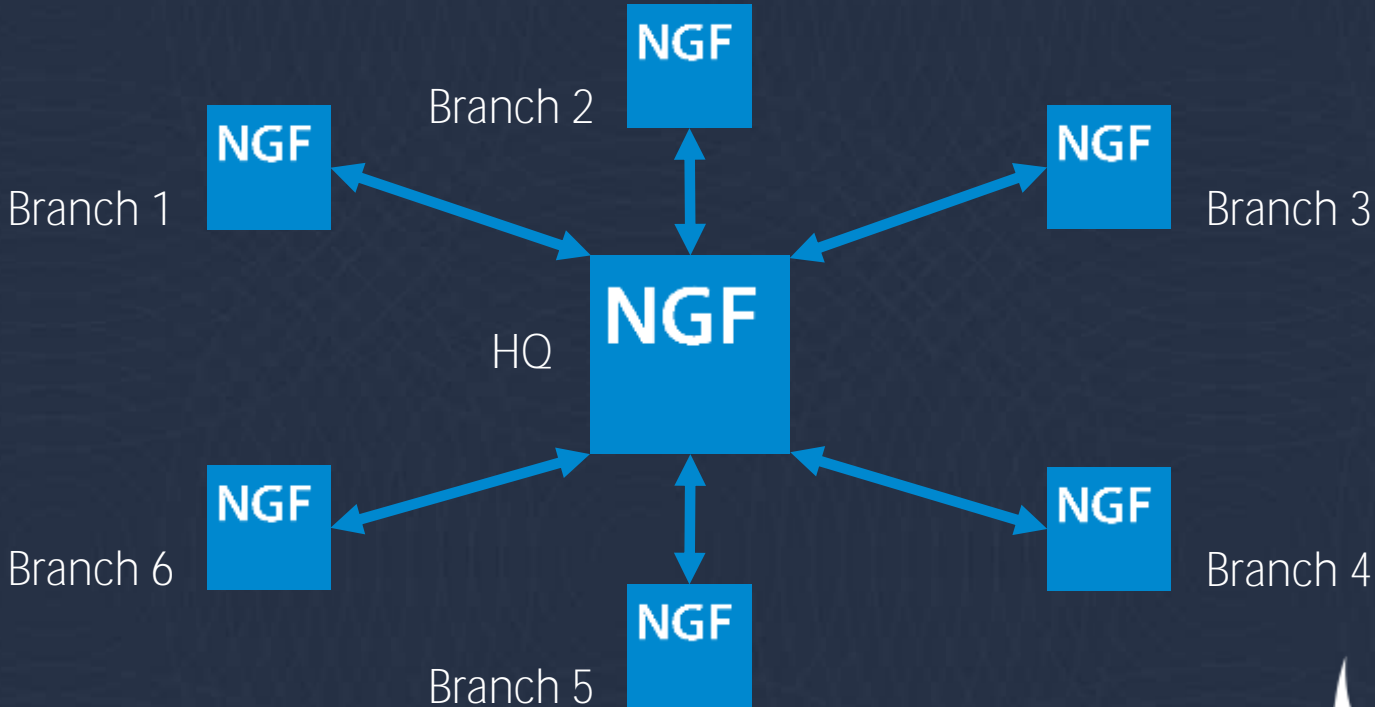 NGF
Branch 2
NGF
NGF
Branch 1
Branch 3
NGF
HQ
NGF
NGF
Branch 6
Branch 4
NGF
Branch 5